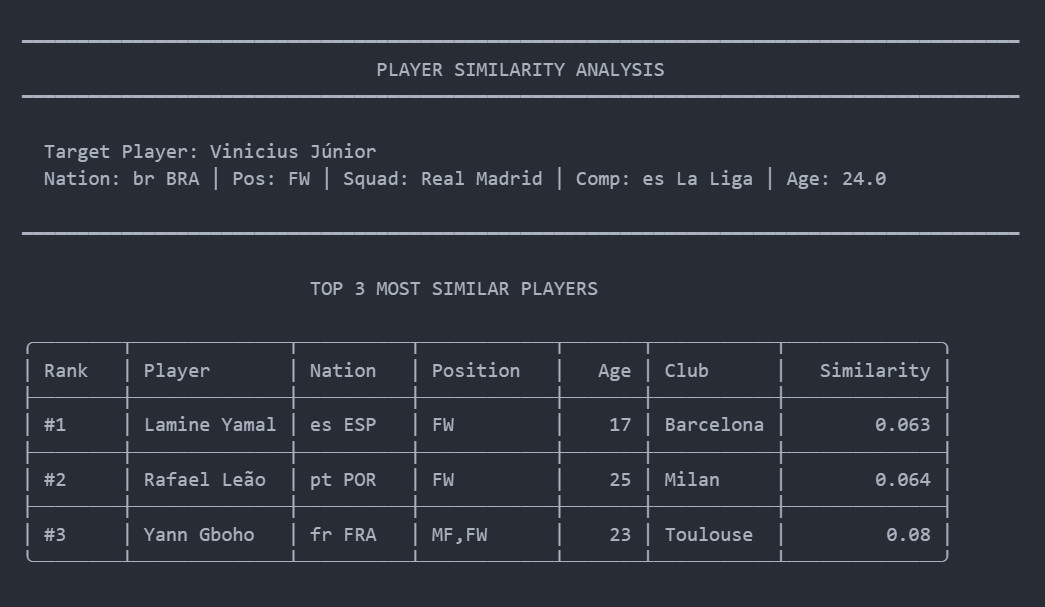 PLAYER SIMILARITY ANALYSIS
Target Player: Vinicius Júnior
Nation: br BRA │ Pos: FW │ Squad: Real Madrid │ Comp: es La Liga │ Age: 24.0
TOP 3 MOST SIMILAR PLAYERS
│ Rank │ Player │ Nation │ Position │ Age │ Club │ Similarity │
│ #1 │ Lamine Yamal │ es ESP │ FW │ 17 │ Barcelona │ 0.063 │
│ #2 │ Rafael Leão │ pt POR │ FW │ 25 │ Milan │ 0.064 │
│ #3 │ Yann Gboho │ fr FRA │ MF,FW │ 23 │ Toulouse │ 0.08 │